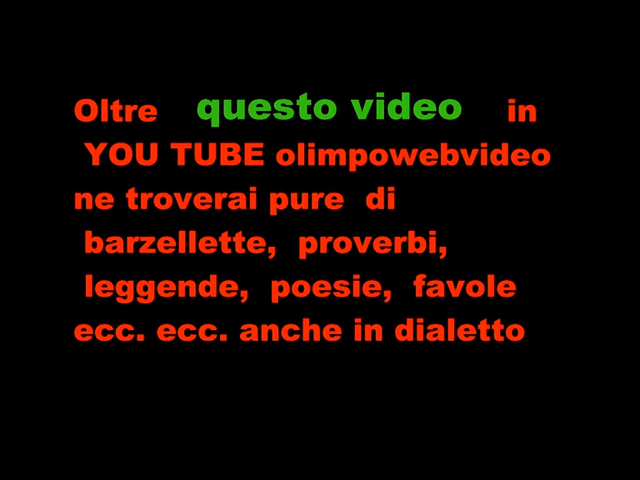 Oltre questo video in
YOU TUBE olimpowebvideo
ne troverai pure di
barzellette, proverbi,
leggende, poesie, favole
ecc. ecc. anche in dialetto